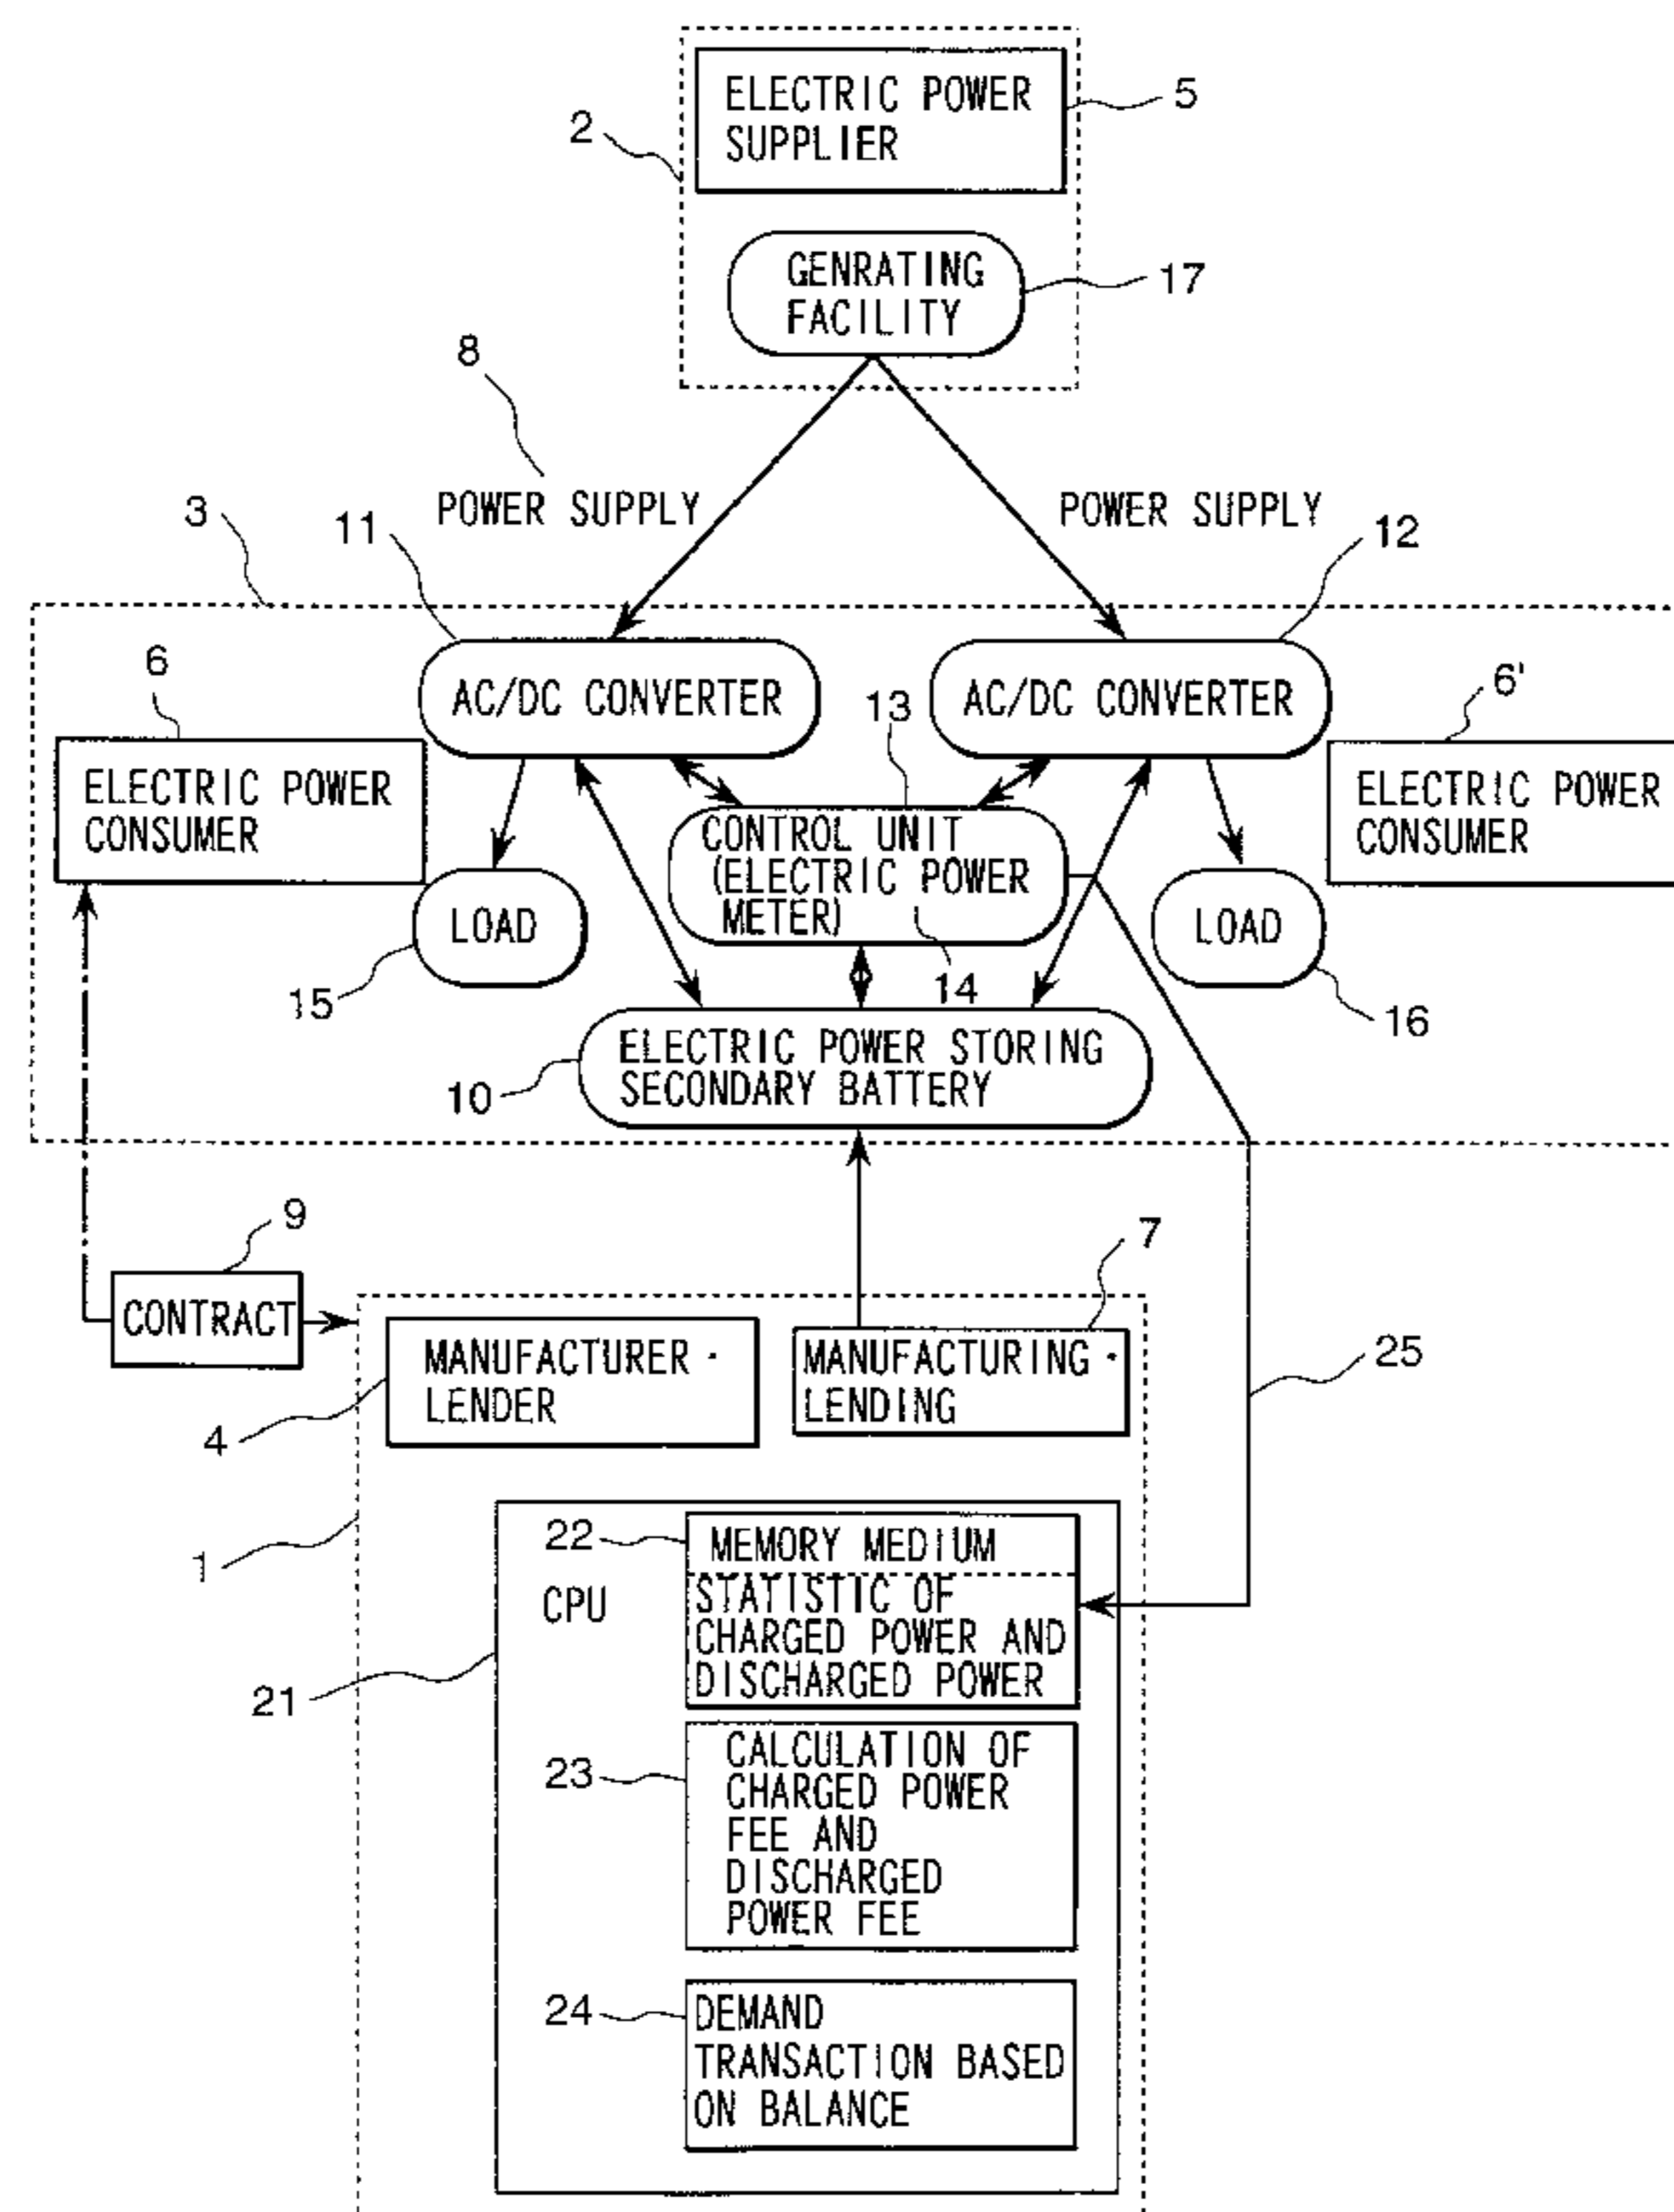 ELECTRIC POWER
SUPPLIER
5
2
GENRATING
FACILITY
17
8
POWER SUPPLY
POWER SUPPLY
3
11
12
6
AC/DC CONVERTER
13
AC/DC CONVERTER
6'
ELECTRIC POWER
CONSUMER
CONTROL UNIT
(ELECTRIC POWER
METER)
ELECTRIC POWER
CONSUMER
LOAD
LOAD
15
14
16
ELECTRIC POWER STORING
SECONDARY BATTERY
10
9
7
CONTRACT
MANUFACTURER ·
LENDER
MANUFACTURING ·
LENDING
25
4
22
MEMORY MEDIUM
1
CPU
STATISTIC OF
CHARGED POWER AND
DISCHARGED POWER
21
23
CALCULATION OF
CHARGED POWER
FEE AND
DISCHARGED
POWER FEE
24
DEMAND
TRANSACTION BASED
ON BALANCE